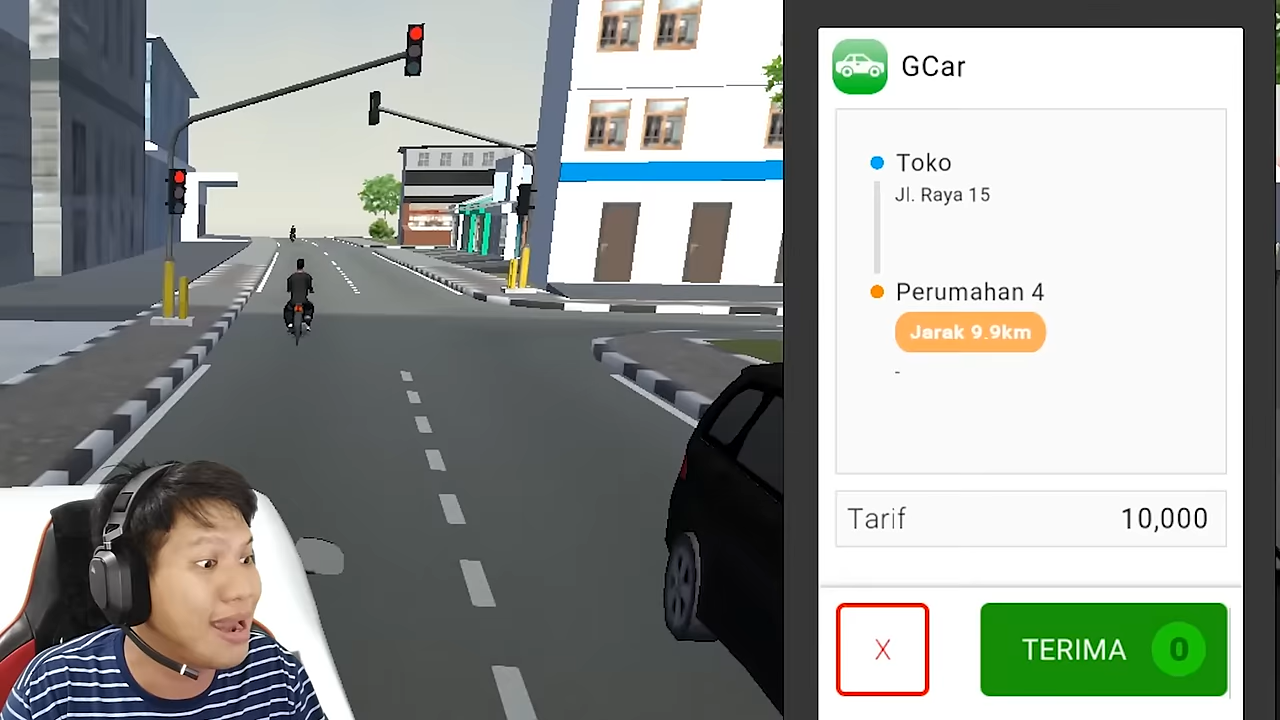 GCar
Toko
Jl. Raya 15
Perumahan 4
Jarak 9.9km
-
Tarif 10,000
X
TERIMA 0